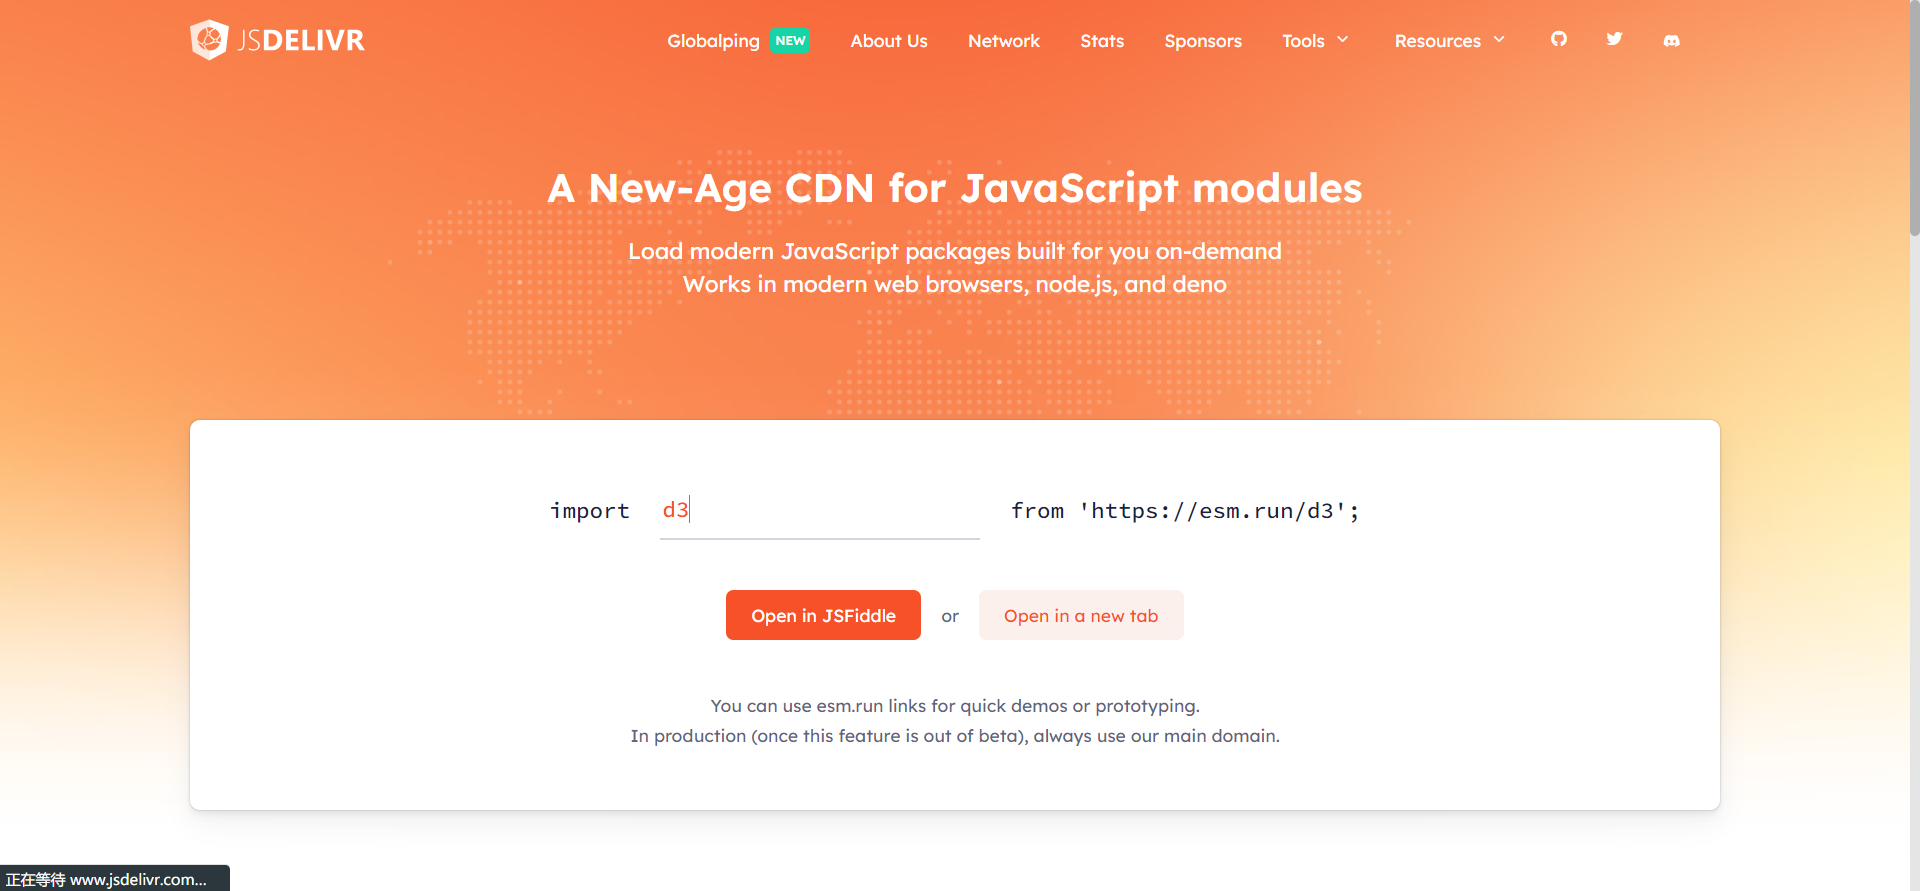 JSDELIVR
Globalping NEW About Us Network Stats Sponsors Tools Resources
A New-Age CDN for JavaScript modules
Load modern JavaScript packages built for you on-demand
Works in modern web browsers, node.js, and deno
import d3 from 'https://esm.run/d3';
Open in JSFiddle or Open in a new tab
You can use esm.run links for quick demos or prototyping.
In production (once this feature is out of beta), always use our main domain.
正在等待 www.jsdelivr.com...